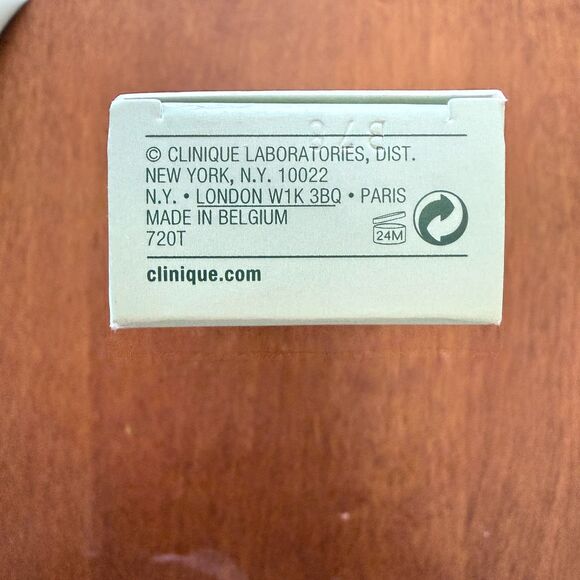 © CLINIQUE LABORATORIES, DIST.
NEW YORK, N.Y. 10022
N.Y. • LONDON W1K 3BQ • PARIS
MADE IN BELGIUM
720T
24M
clinique.com